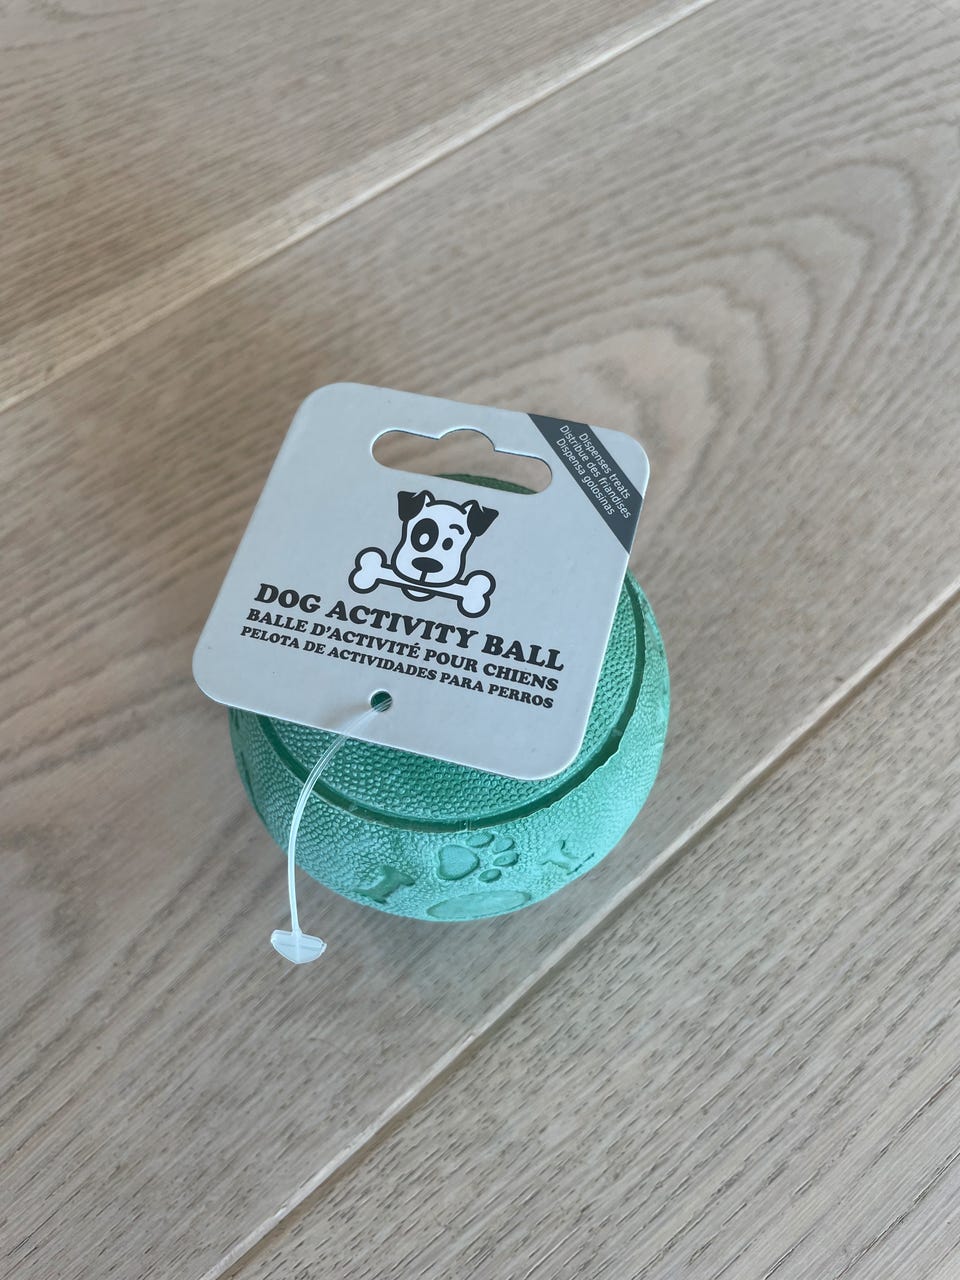 Dispenses treats
Distribue des friandises
Dispensa golosinas
DOG ACTIVITY BALL
BALLE D'ACTIVITÉ POUR CHIENS
PELOTA DE ACTIVIDADES PARA PERROS